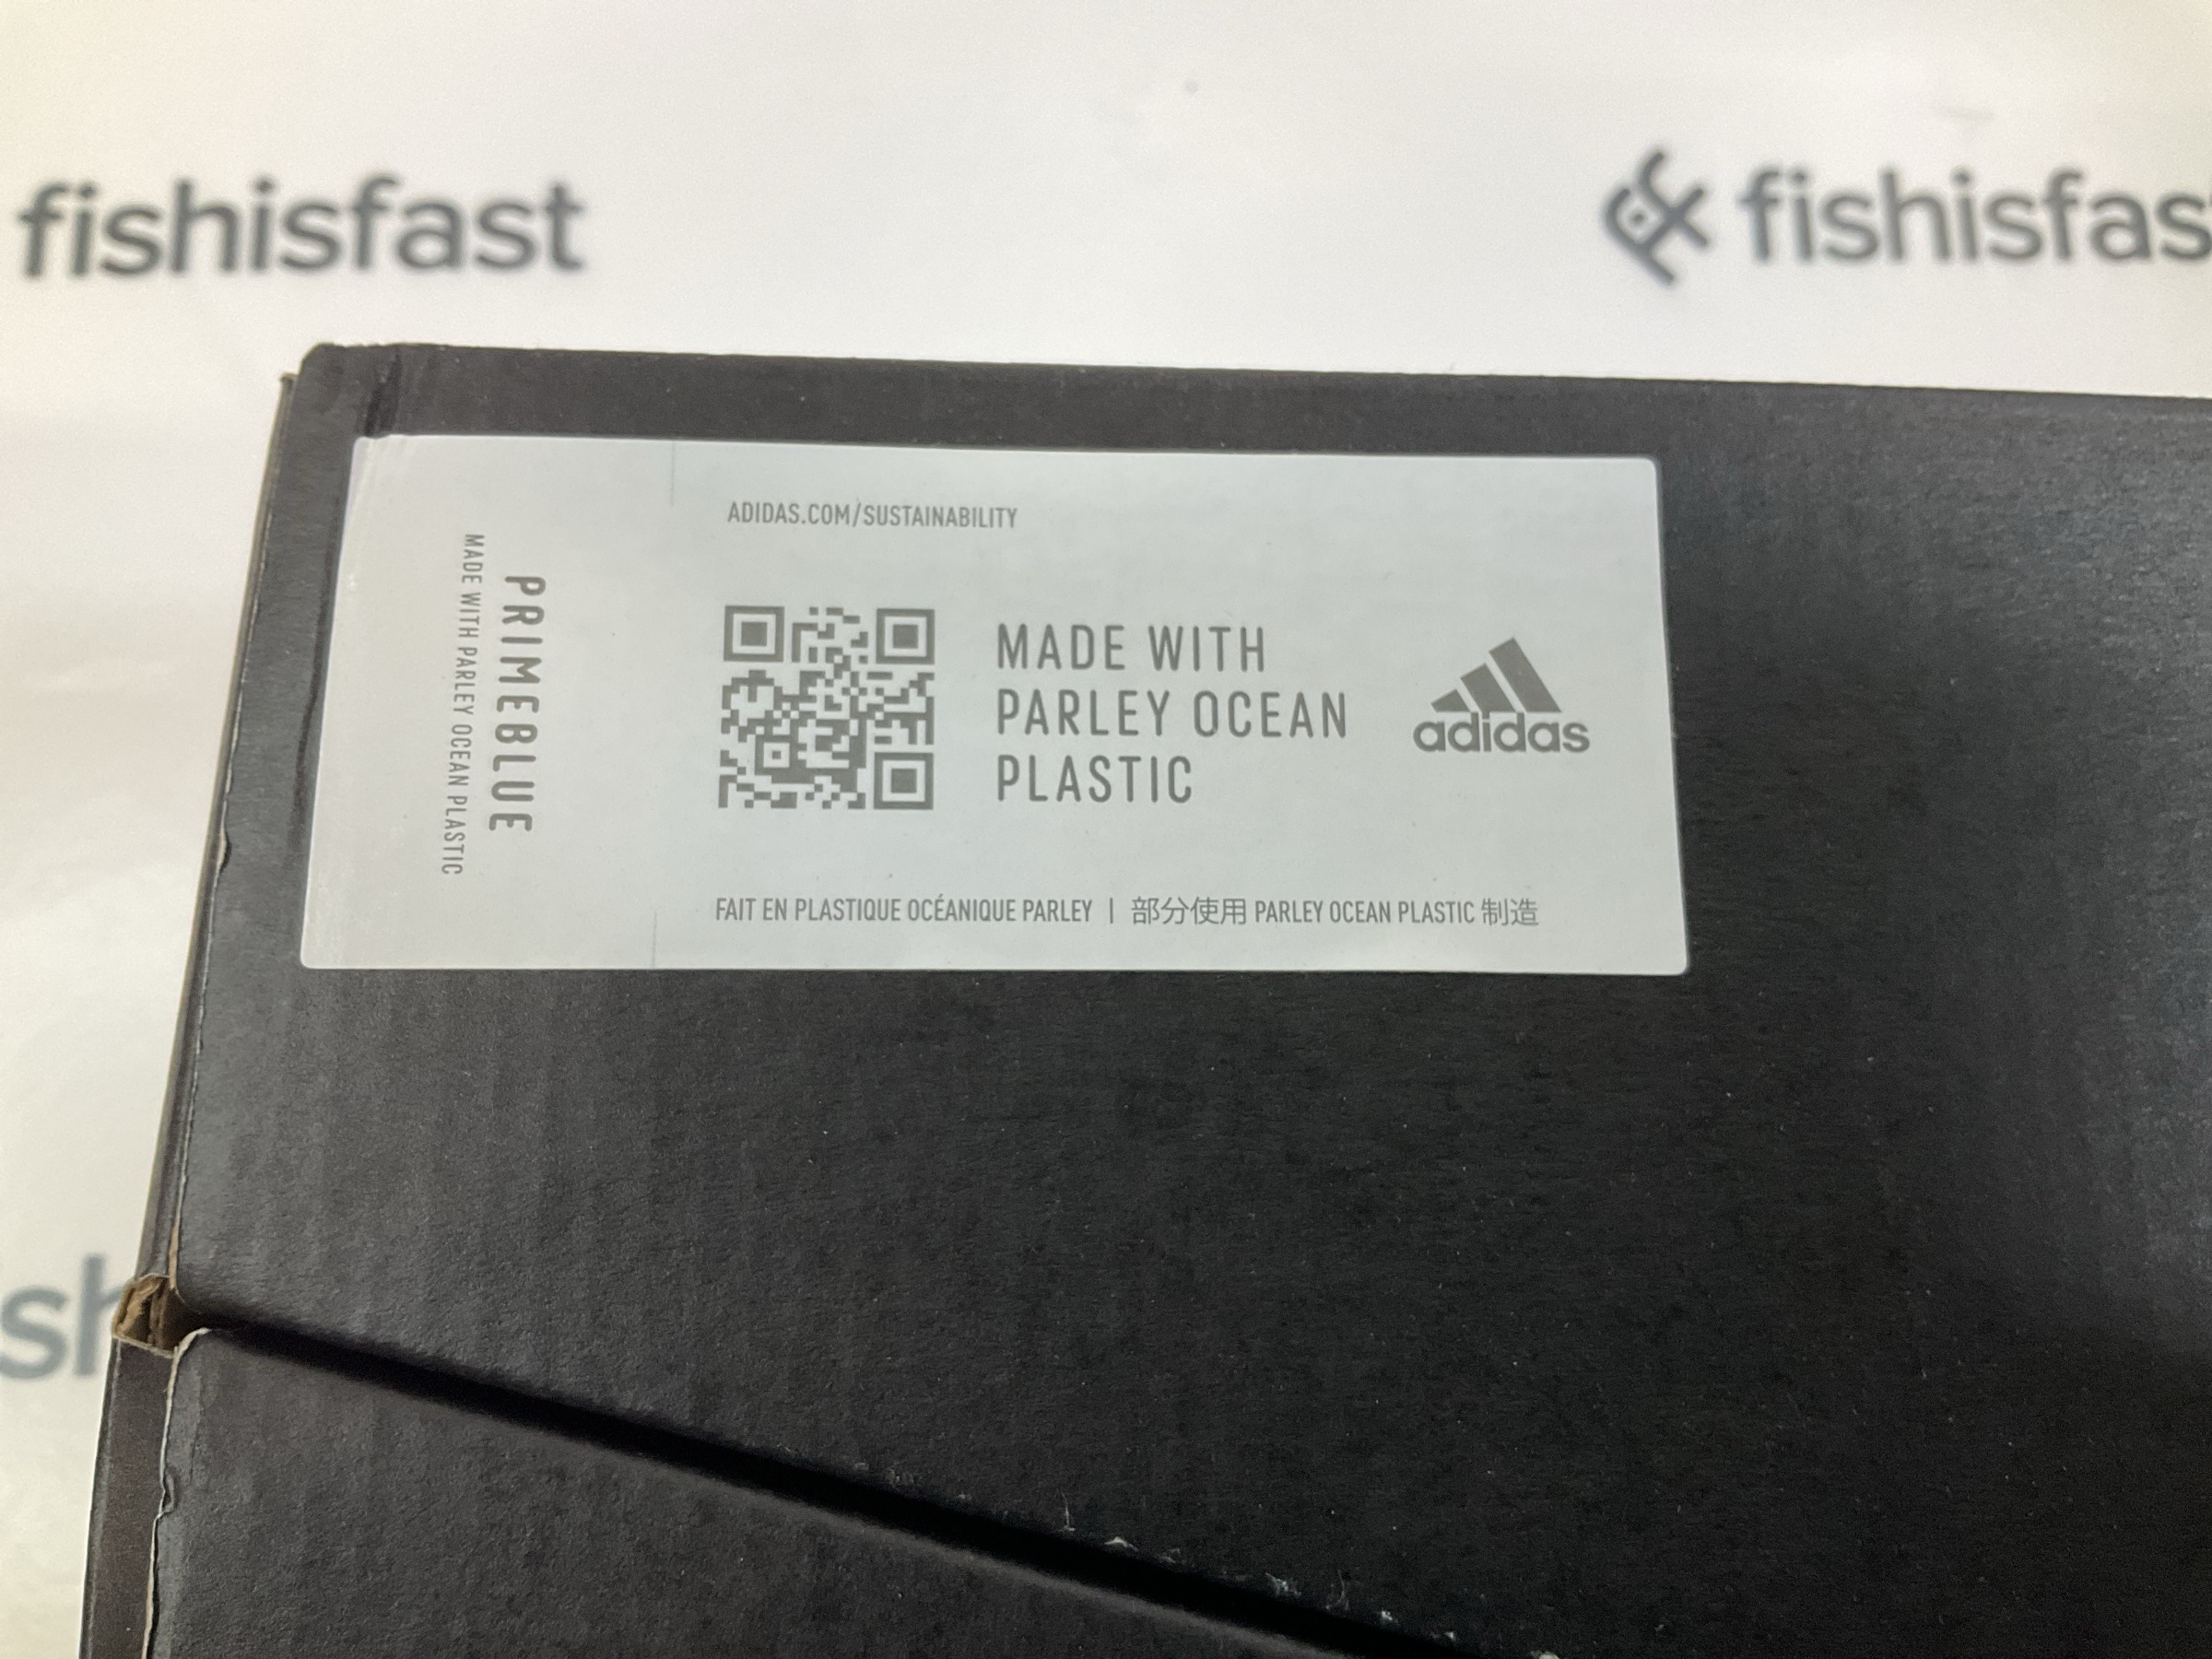 fishisfast
fishisfas
ADIDAS.COM/SUSTAINABILITY
PRIMEBLUE
MADE WITH PARLEY OCEAN PLASTIC
MADE WITH
PARLEY OCEAN
PLASTIC
adidas
FAIT EN PLASTIQUE OCÉANIQUE PARLEY | 部分使用 PARLEY OCEAN PLASTIC 制造
sh